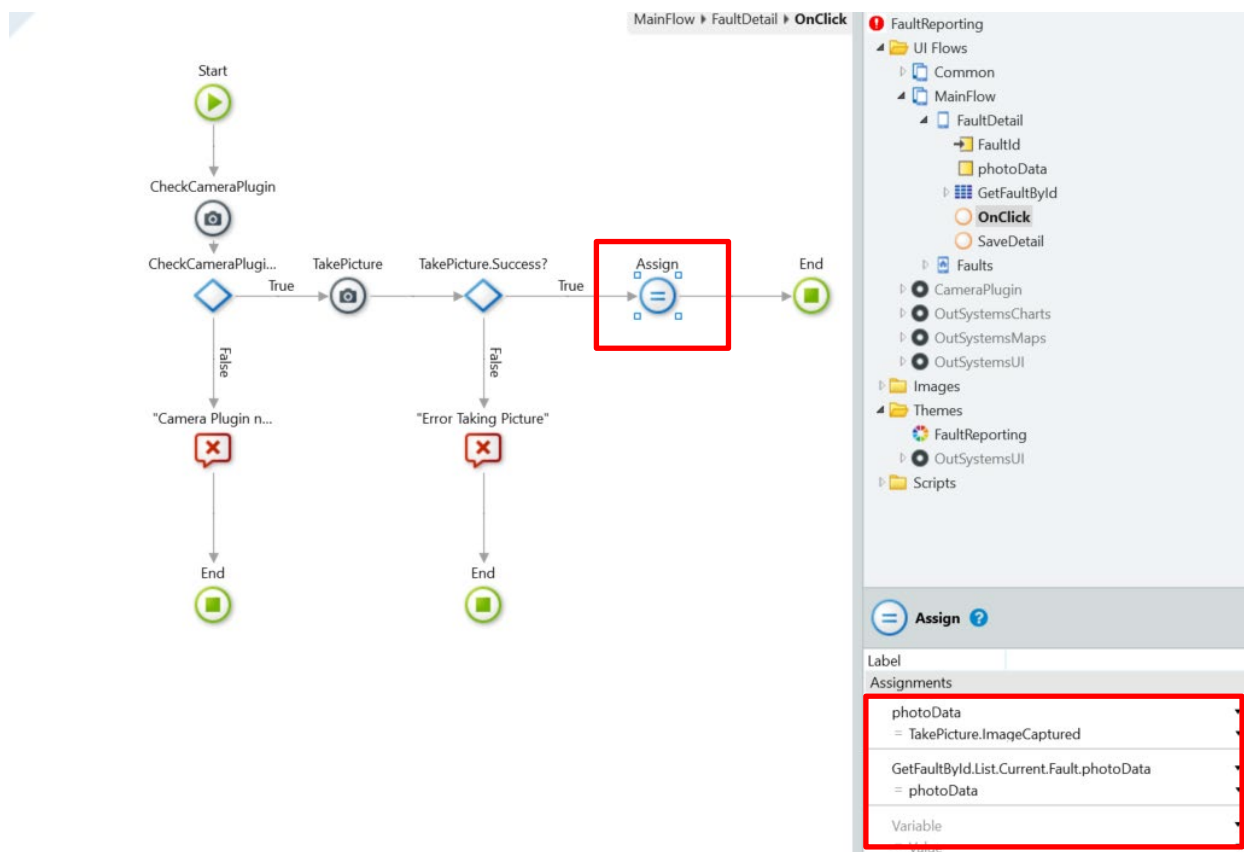 MainFlow FaultDetail OnClick
Start
CheckCameraPlugin
CheckCameraPlugi...
True
TakePicture
TakePicture.Success?
True
Assign
End
False
False
"Camera Plugin n...
"Error Taking Picture"
End
End
FaultReporting
UI Flows
Common
MainFlow
FaultDetail
FaultId
photoData
GetFaultById
OnClick
SaveDetail
Faults
CameraPlugin
OutSystemsCharts
OutSystemsMaps
OutSystemsUI
Images
Themes
FaultReporting
OutSystemsUI
Scripts
Assign ?
Label
Assignments
photoData
= TakePicture.ImageCaptured
GetFaultById.List.Current.Fault.photoData
= photoData
Variable
= Value